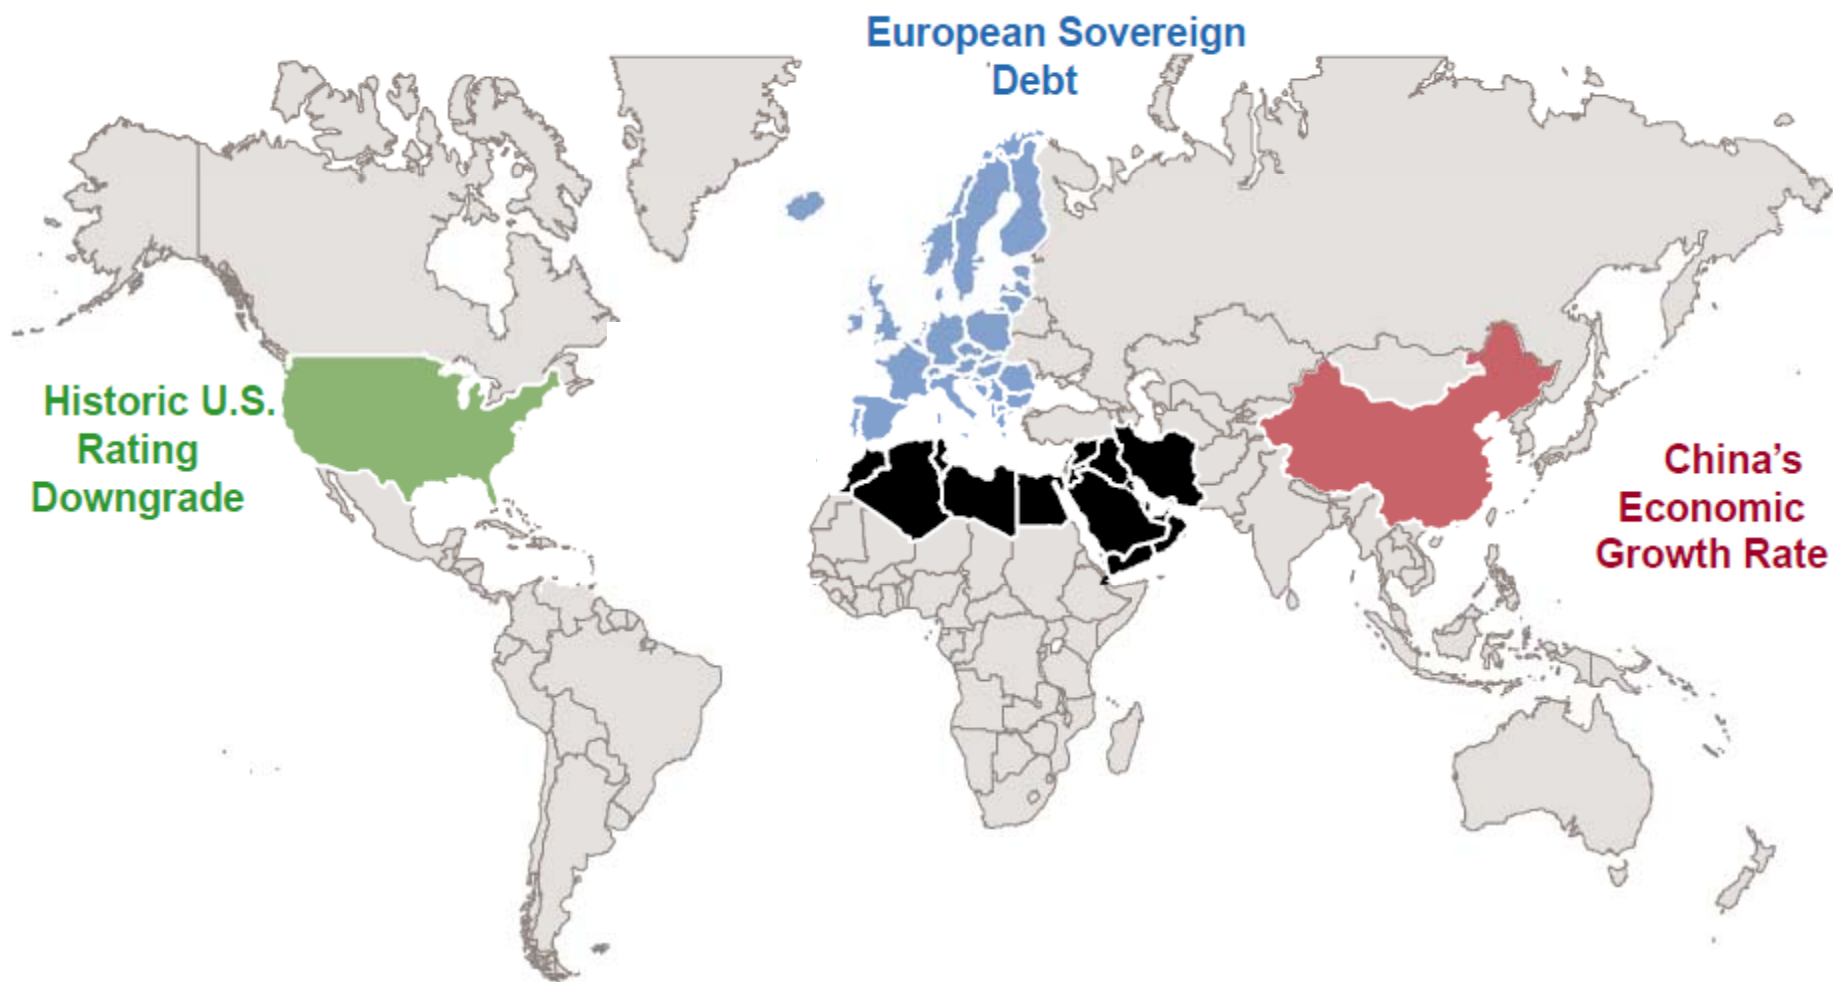 European Sovereign
Debt
Historic U.S.
Rating
Downgrade
China's
Economic
Growth Rate